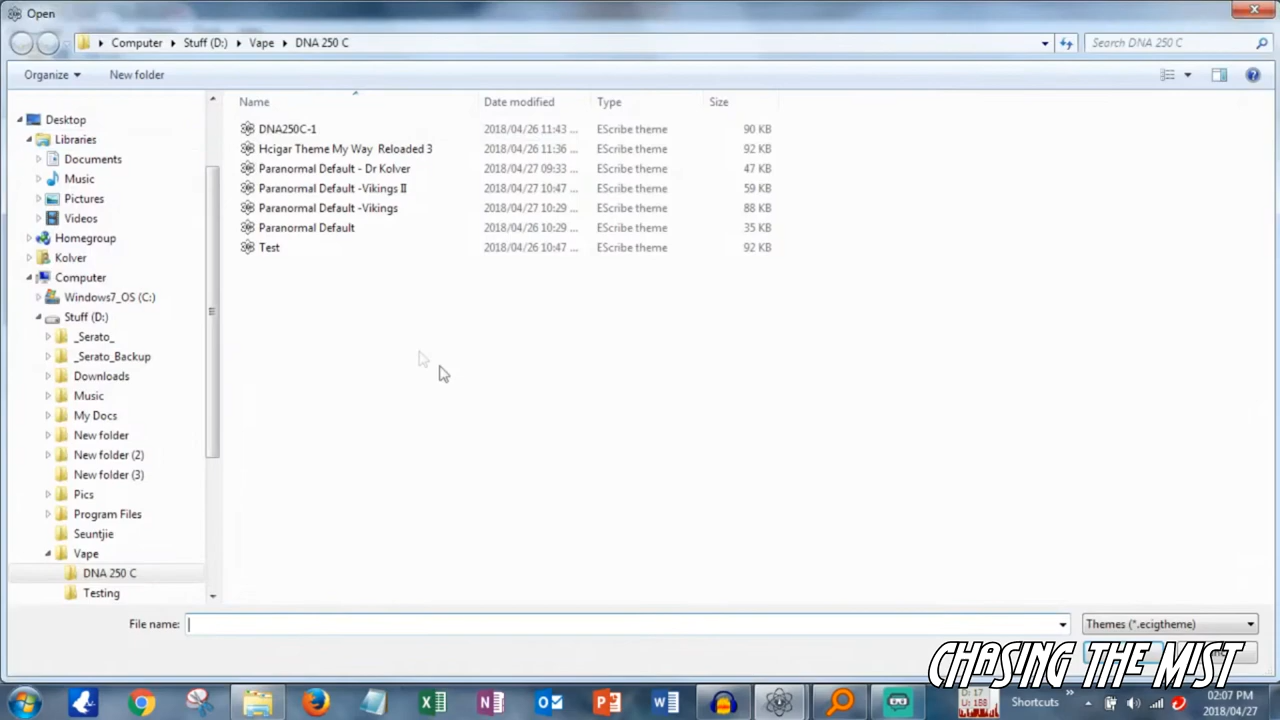 Open
Computer Stuff (D:) Vape DNA 250 C
Search DNA 250 C
Organize New folder
Name Date modified Type Size
Desktop
Libraries
Documents
Music
Pictures
Videos
Homegroup
Kolver
Computer
Windows7_OS (C:)
Stuff (D:)
_Serato_
_Serato_Backup
Downloads
Music
My Docs
New folder
New folder (2)
New folder (3)
Pics
Program Files
Seuntjie
Vape
DNA 250 C
Testing
DNA250C-1 2018/04/26 11:43 ... EScribe theme 90 KB
Hcigar Theme My Way Reloaded 3 2018/04/26 11:36 ... EScribe theme 92 KB
Paranormal Default - Dr Kolver 2018/04/27 09:33 ... EScribe theme 47 KB
Paranormal Default -Vikings II 2018/04/27 10:47 ... EScribe theme 59 KB
Paranormal Default -Vikings 2018/04/27 10:29 ... EScribe theme 88 KB
Paranormal Default 2018/04/26 10:29 ... EScribe theme 35 KB
Test 2018/04/26 10:47 ... EScribe theme 92 KB
File name: Themes (*.ecigtheme)
CHASING THE MIST
D: 17
U: 158
Shortcuts
02:07 PM
2018/04/27